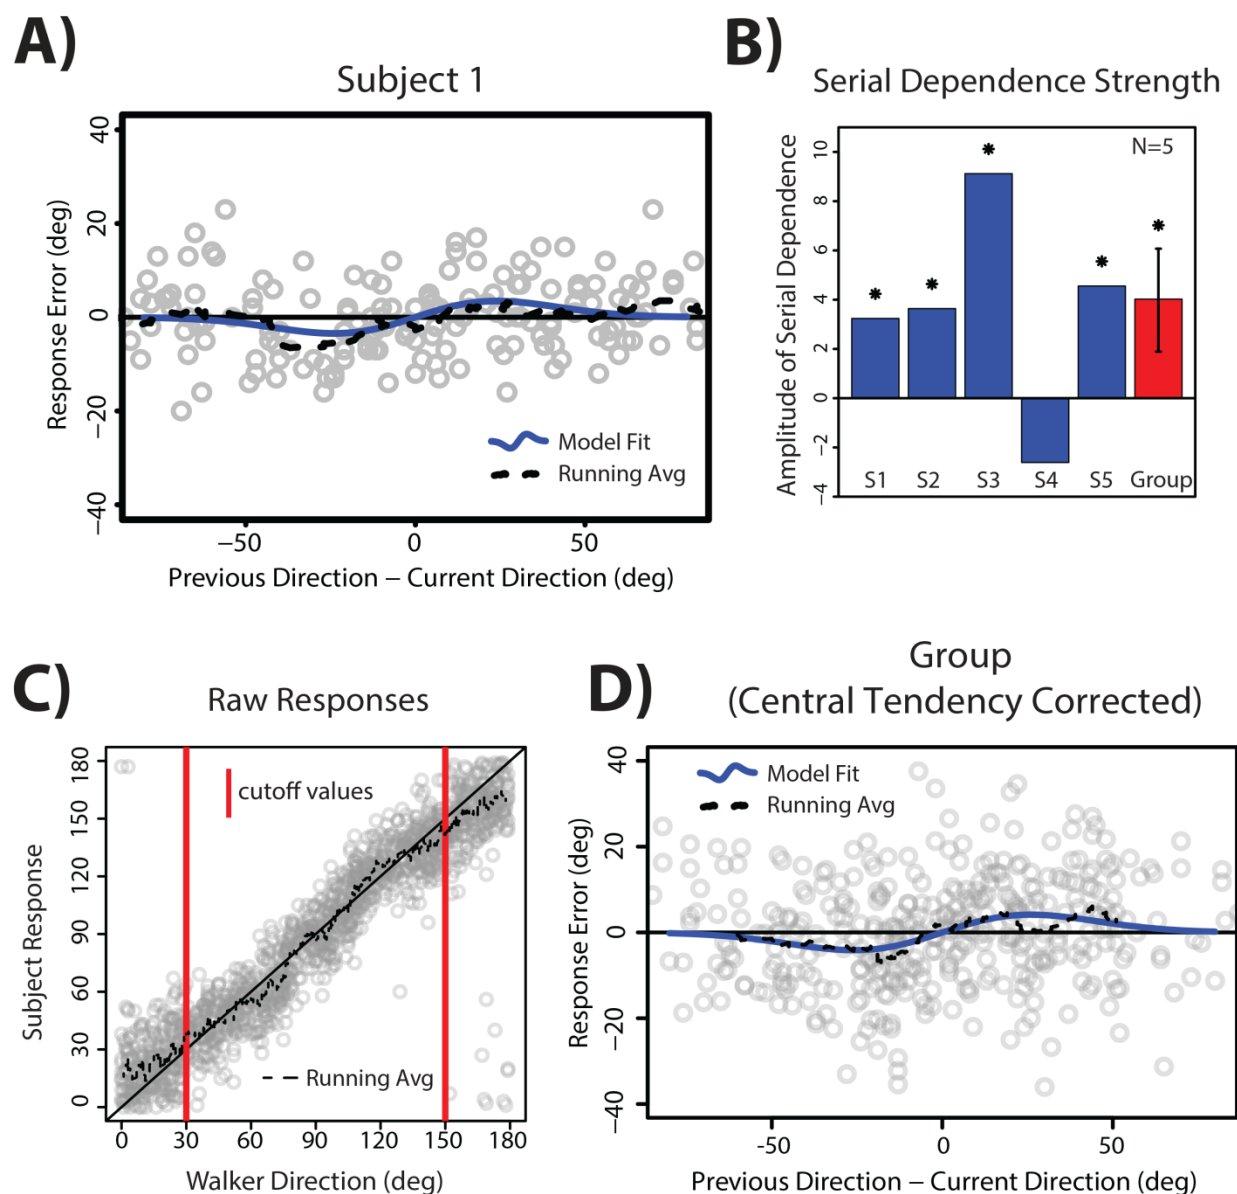 A)
Subject 1
Response Error (deg)
40
20
0
−20
−40
Model Fit
Running Avg
−50
0
50
Previous Direction − Current Direction (deg)
B)
Serial Dependence Strength
Amplitude of Serial Dependence
10
8
6
4
2
0
−2
−4
N=5
*
*
*
*
*
S1
S2
S3
S4
S5
Group
C)
Raw Responses
Subject Response
180
150
120
90
60
30
0
cutoff values
Running Avg
0
30
60
90
120
150
180
Walker Direction (deg)
D)
Group
(Central Tendency Corrected)
Response Error (deg)
40
20
0
−20
−40
Model Fit
Running Avg
-50
0
50
Previous Direction − Current Direction (deg)